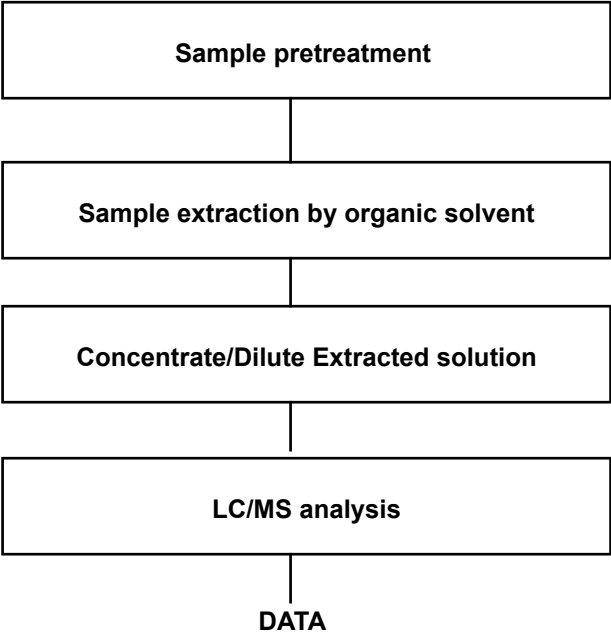 Sample pretreatment
Sample extraction by organic solvent
Concentrate/Dilute Extracted solution
LC/MS analysis
DATA